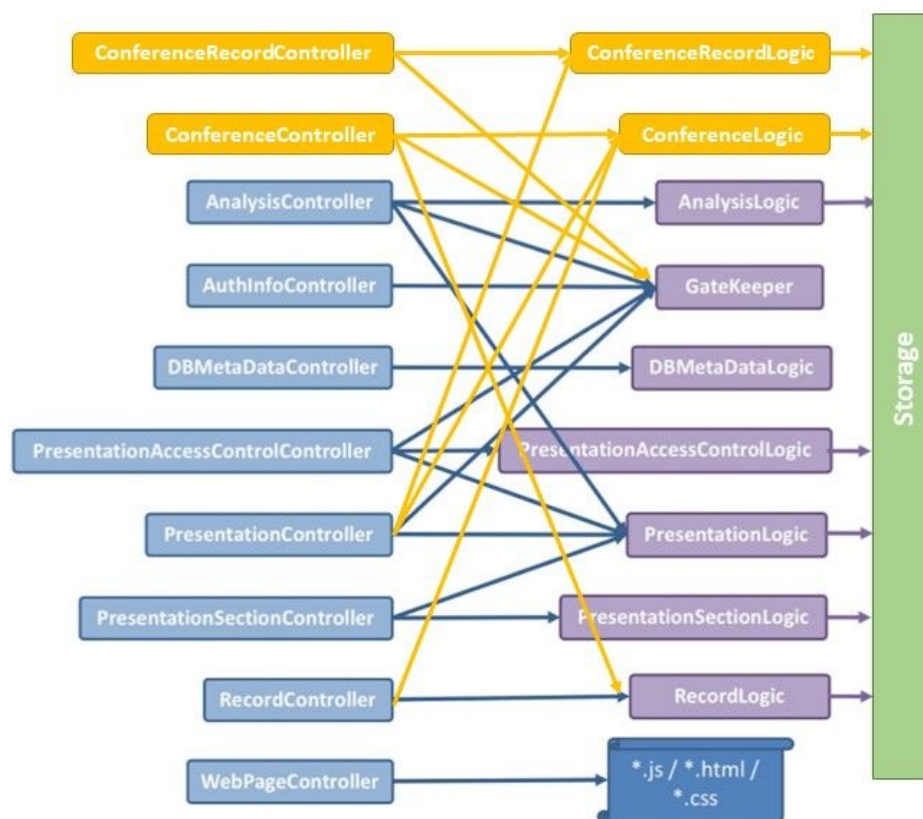 ConferenceRecordController
ConferenceRecordLogic
ConferenceController
ConferenceLogic
AnalysisController
AnalysisLogic
AuthInfoController
GateKeeper
DBMetaDataController
DBMetaDataLogic
Storage
PresentationAccessControlController
PresentationAccessControlLogic
PresentationController
PresentationLogic
PresentationSectionController
PresentationSectionLogic
RecordController
RecordLogic
WebPageController
*.js / *.html /
*.css